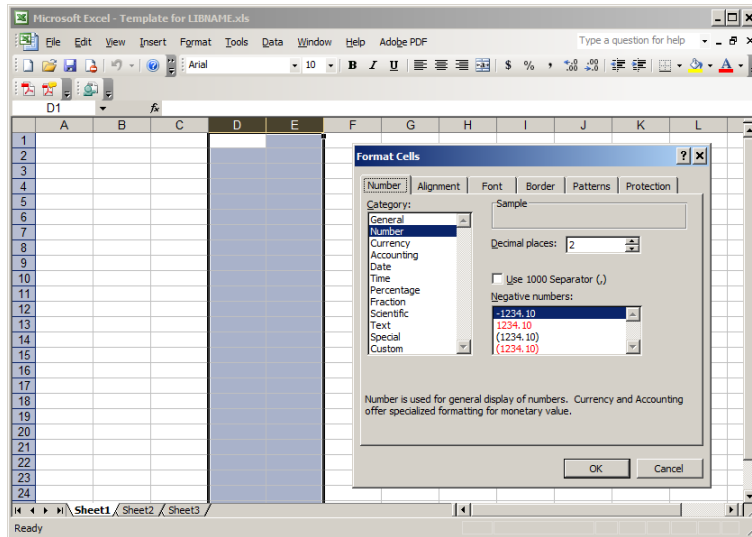 Microsoft Excel - Template for LIBNAME.xls
File Edit View Insert Format Tools Data Window Help Adobe PDF Type a question for help
Arial 10 B I U $ % ,
D1 fx
A B C D E F G H I J K L
1
2
3
4
5
6
7
8
9
10
11
12
13
14
15
16
17
18
19
20
21
22
23
24
Format Cells
Number Alignment Font Border Patterns Protection
Category:
General
Number
Currency
Accounting
Date
Time
Percentage
Fraction
Scientific
Text
Special
Custom
Sample
Decimal places: 2
Use 1000 Separator (,)
Negative numbers:
-1234.10
1234.10
(1234.10)
(1234.10)
Number is used for general display of numbers. Currency and Accounting
offer specialized formatting for monetary value.
OK Cancel
Sheet1 Sheet2 Sheet3
Ready